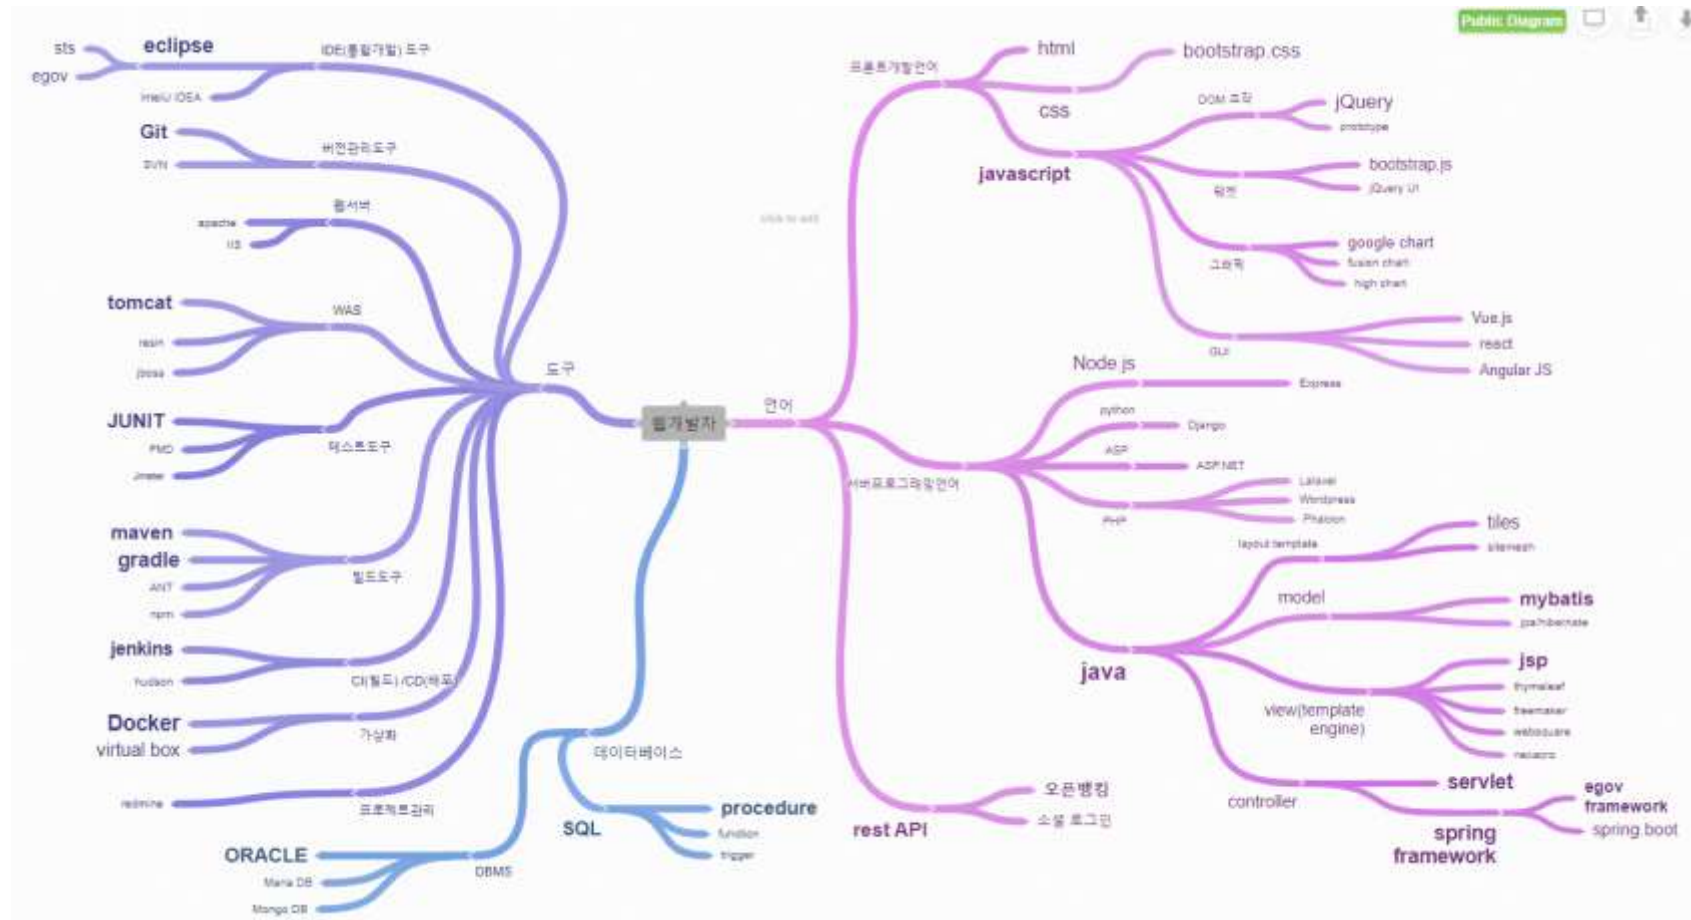 Public Diagram
sts
egov
eclipse
IDE(통합개발) 도구
IntelliJ IDEA
Git
SVN
버전관리도구
웹서버
apache
IIS
tomcat
resin
jboss
WAS
JUNIT
PMD
Jmeter
테스트도구
maven
gradle
ANT
npm
빌드도구
jenkins
hudson
CI(빌드) /CD(배포)
Docker
virtual box
가상화
redmine
프로젝트관리
도구
웹개발자
언어
click to edit
데이터베이스
SQL
procedure
function
trigger
DBMS
ORACLE
Maria DB
Mongo DB
프론트개발언어
html
css
bootstrap.css
javascript
DOM 조작
jQuery
prototype
위젯
bootstrap.js
jQuery UI
그래픽
google chart
fusion chart
high chart
GUI
Vue.js
react
Angular JS
서버프로그래밍언어
Node js
Express
python
Django
ASP
ASP.NET
PHP
Laravel
Wordpress
Phalcon
java
layout template
tiles
sitemesh
model
mybatis
jpa/hibernate
view(template
engine)
jsp
thymeleaf
freemaker
websquare
controller
servlet
spring
framework
egov
framework
spring boot
rest API
오픈뱅킹
소셜 로그인